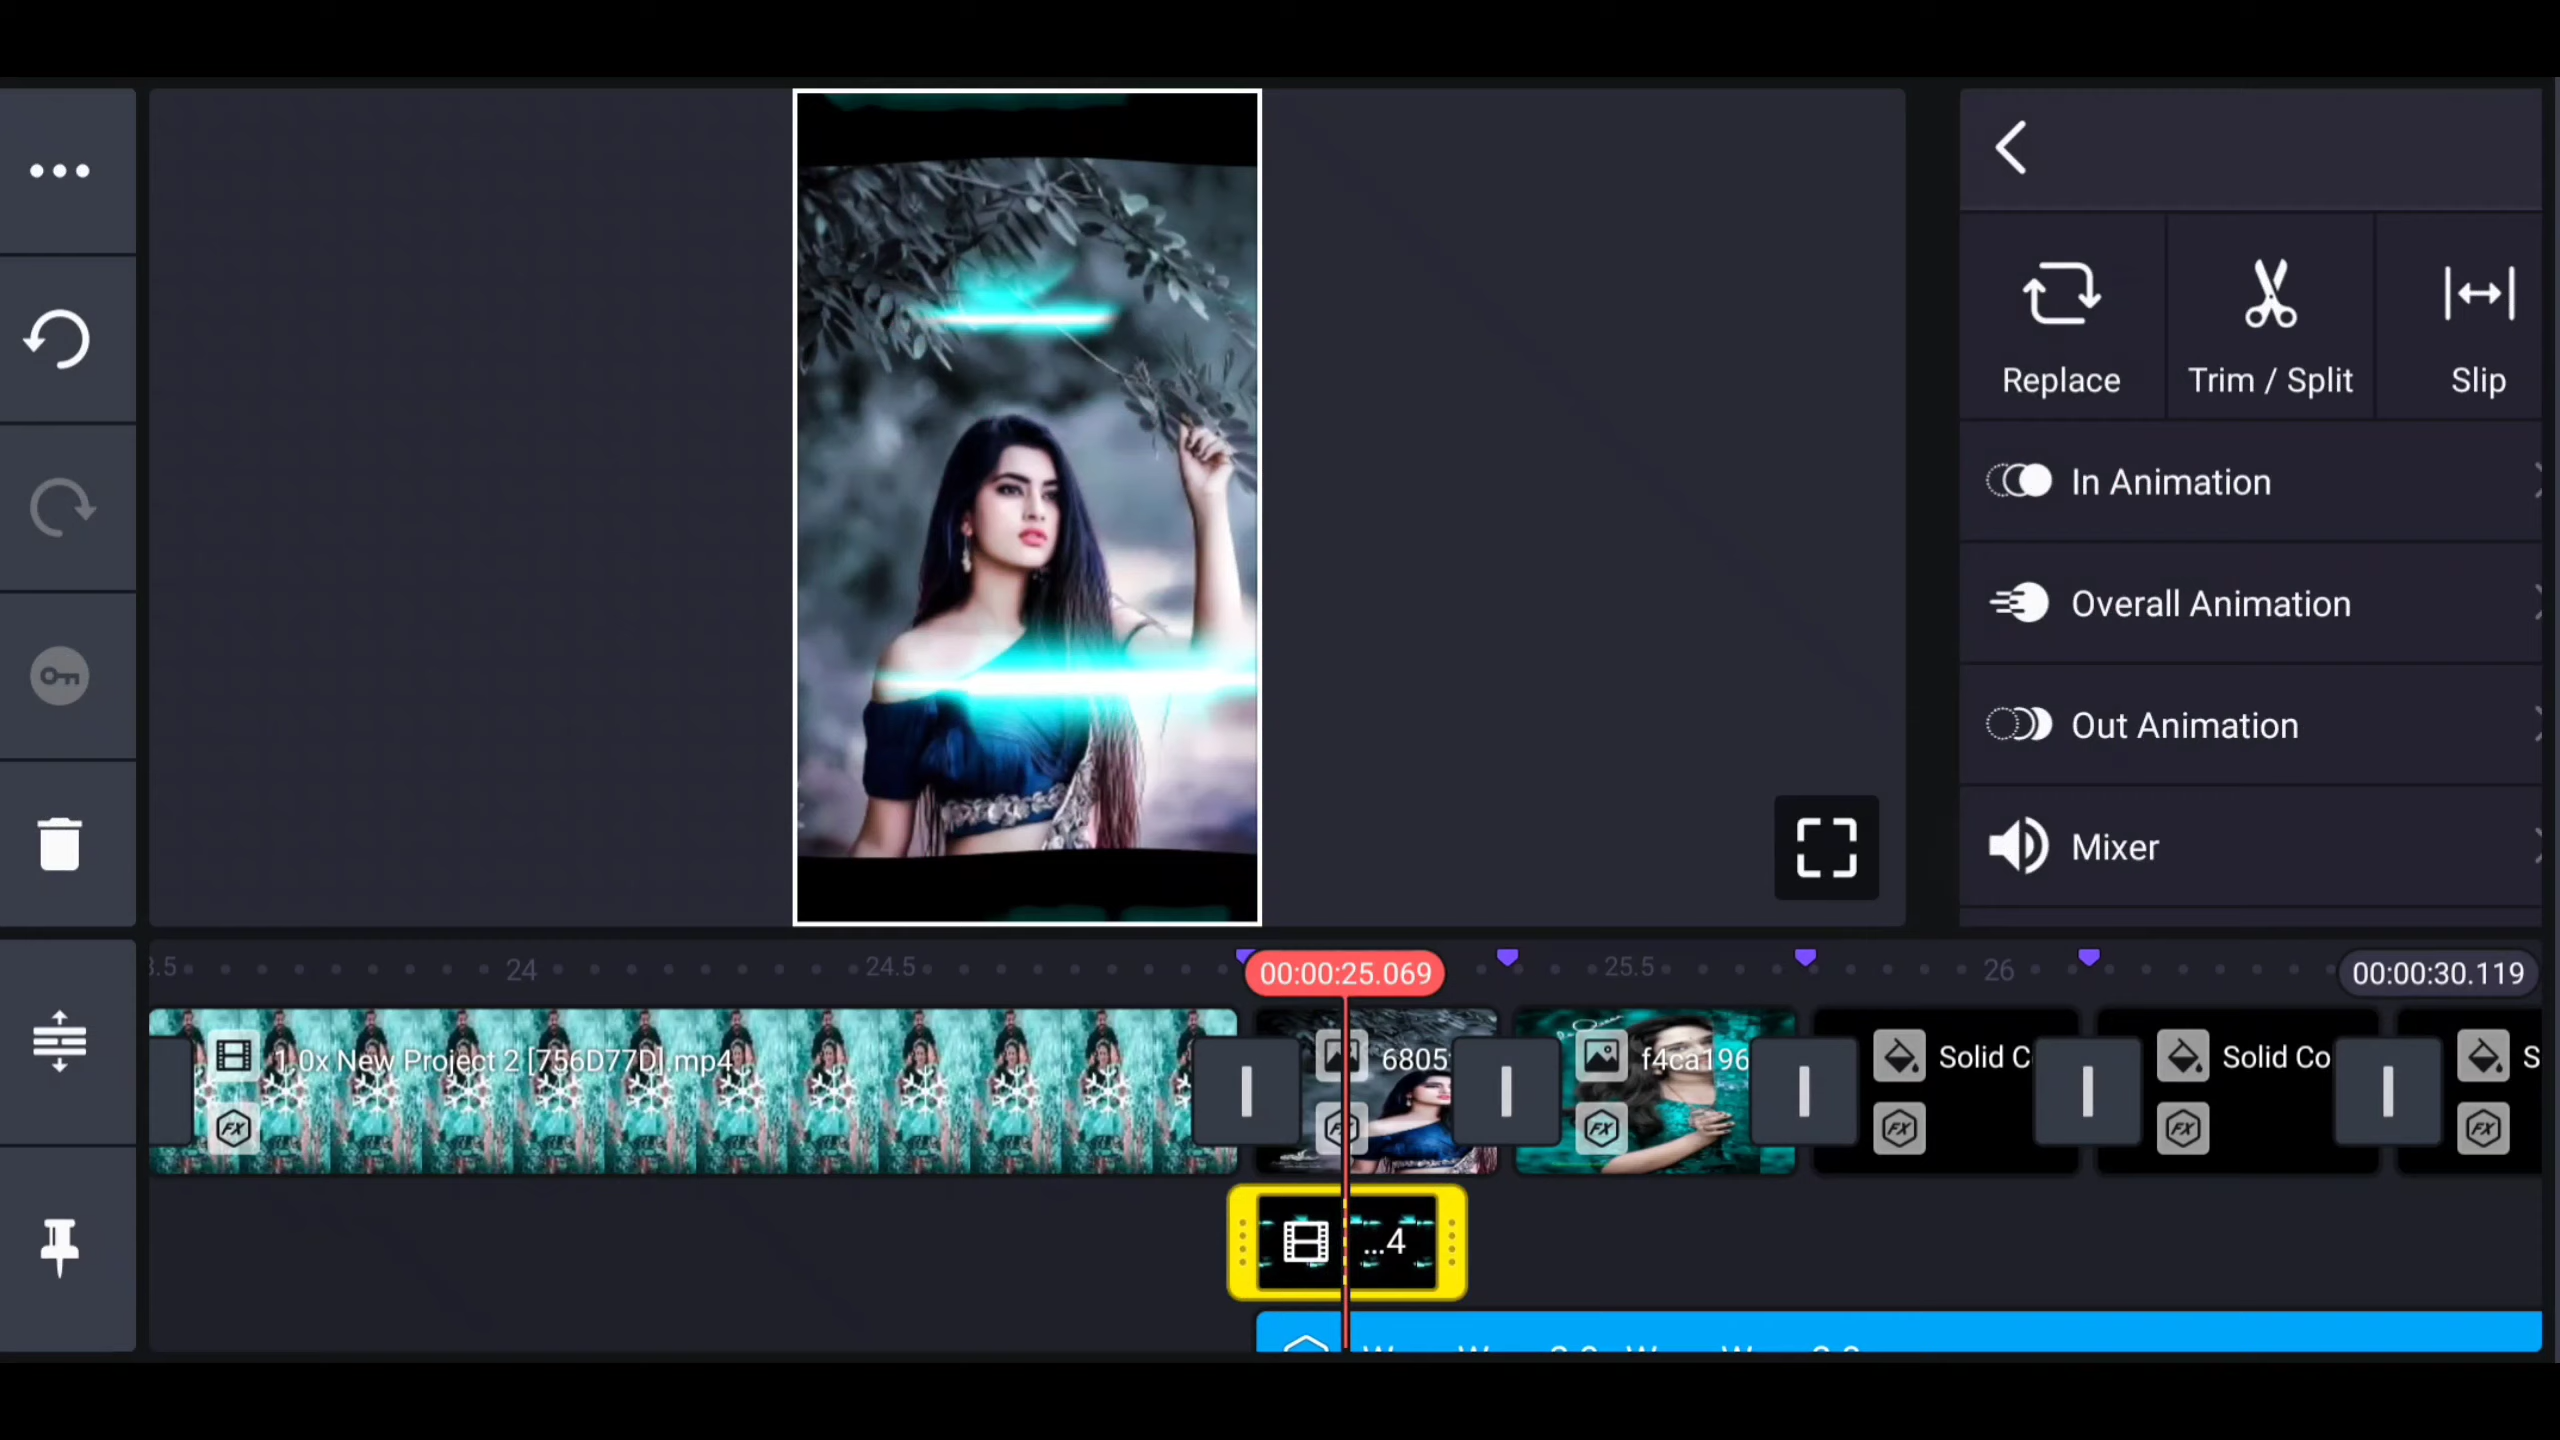 Replace
Trim / Split
Slip
In Animation
Overall Animation
Out Animation
Mixer
24
24.5
00:00:25.069
25.5
26
00:00:30.119
1.0x New Project 2 [756D77D].mp4
6805
f4ca196
Solid C
Solid Co
S
...4